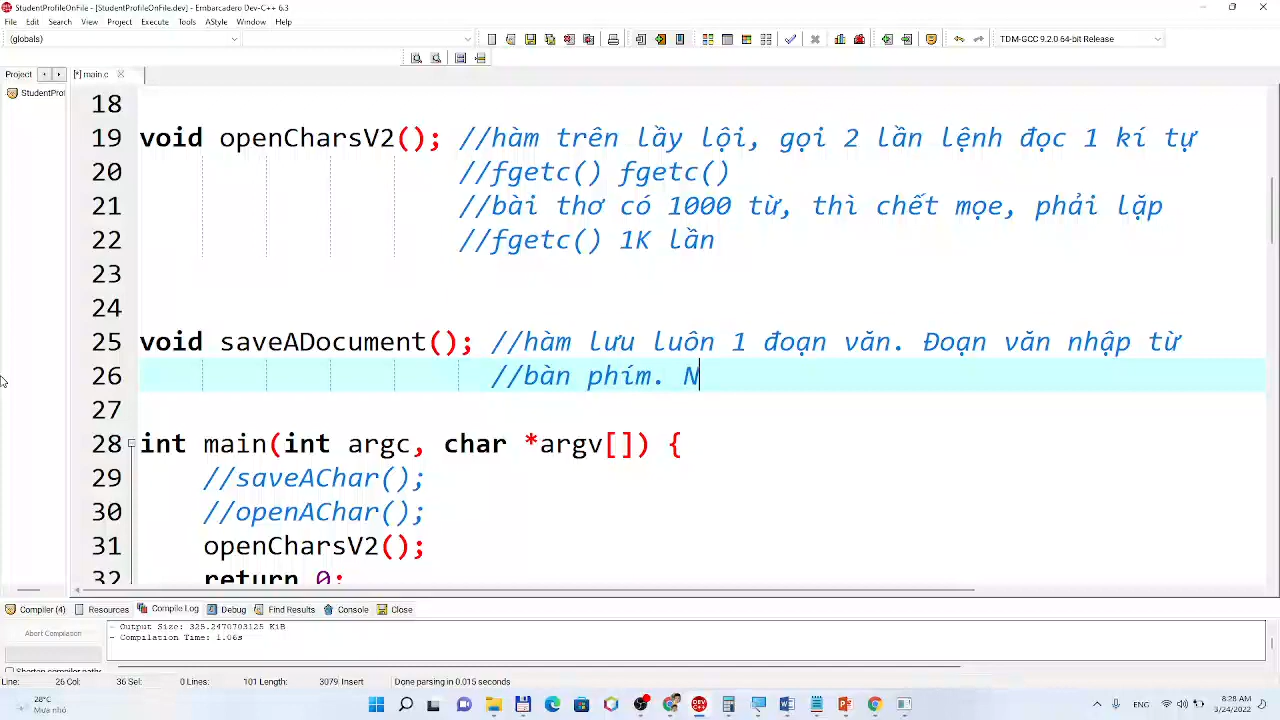 StudentProfileOnFile - [StudentProfileOnFile.dev] - Embarcadero Dev-C++ 6.3
File Edit Search View Project Execute Tools AStyle Window Help
(globals)
TDM-GCC 9.2.0 64-bit Release
Project
[*] main.c
StudentProf
18
19 void openCharsV2(); //hàm trên lầy lội, gọi 2 lần lệnh đọc 1 kí tự
20 //fgetc() fgetc()
21 //bài thơ có 1000 từ, thì chết mọe, phải lặp
22 //fgetc() 1K lần
23
24
25 void saveADocument(); //hàm lưu luôn 1 đoạn văn. Đoạn văn nhập từ
26 //bàn phím. N
27
28 int main(int argc, char *argv[]) {
29 //saveAChar();
30 //openAChar();
31 openCharsV2();
32 return 0;
Compiler (4) Resources Compile Log Debug Find Results Console Close
Abort Compilation
- Output Size: 325.2470703125 KiB
- Compilation Time: 1.06s
Shorten compiler paths
Line: 26 Col: 36 Sel: 0 Lines: 101 Length: 3079 Insert Done parsing in 0.015 seconds
28°C
Mưa nhỏ
ENG
8:28 AM
3/24/2022